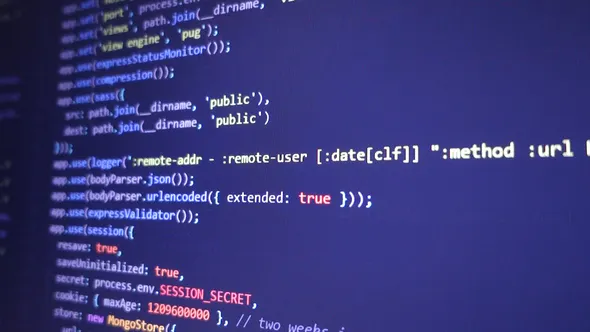 app.set('port', process.env
app.set('views', path.join(__dirname,
app.set('view engine', 'pug');
app.use(expressStatusMonitor());
app.use(compression());
app.use(sass({
src: path.join(__dirname, 'public'),
dest: path.join(__dirname, 'public')
}));
app.use(logger(':remote-addr - :remote-user [:date[clf]] ":method :url
app.use(bodyParser.json());
app.use(bodyParser.urlencoded({ extended: true }));
app.use(expressValidator());
app.use(session({
resave: true,
saveUninitialized: true,
secret: process.env.SESSION_SECRET,
cookie: { maxAge: 1209600000 }, // two weeks
store: new MongoStore({
url: